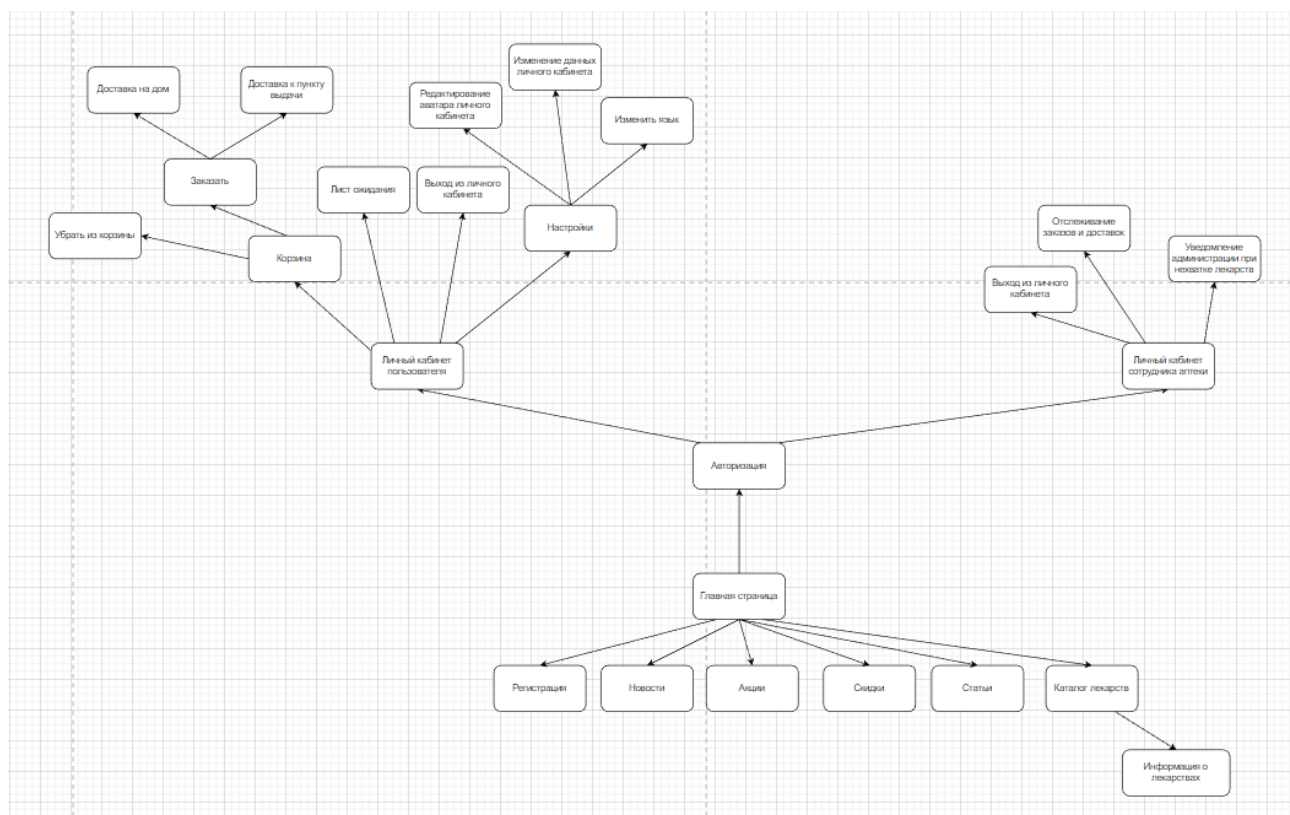 Изменение данных
личного кабинета
Доставка на дом
Доставка к пункту
выдачи
Редактирование
аватара личного
кабинета
Изменить язык
Заказать
Лист ожидания
Выход из личного
кабинета
Убрать из корзины
Корзина
Настройки
Отслеживание
заказов и доставок
Уведомление
администрации при
нехватке лекарств
Выход из личного
кабинета
Личный кабинет
пользователя
Личный кабинет
сотрудника аптеки
Авторизация
Главная страница
Регистрация
Новости
Акции
Скидки
Статьи
Каталог лекарств
Информация о
лекарствах